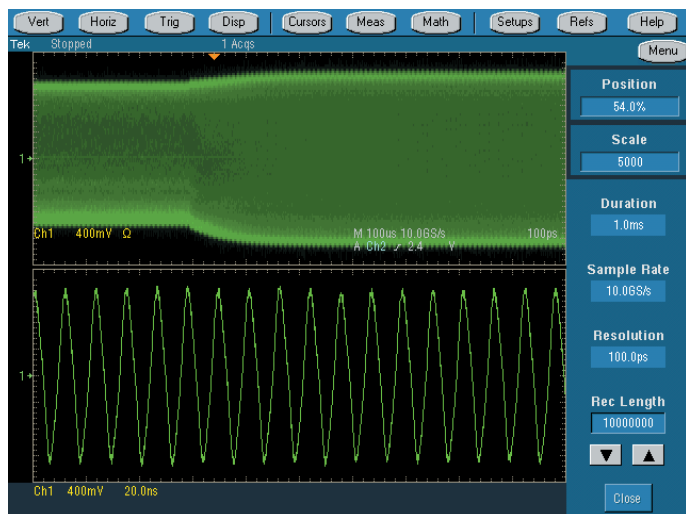 Vert Horiz Trig Disp Cursors Meas Math Setups Refs Help
Tek Stopped 1 Acqs
Menu
Position
54.0%
Scale
5000
1
Ch1 400mV Ω M 100us 10.0GS/s 100ps
A Ch2 2.4 V
Duration
1.0ms
Sample Rate
10.0GS/s
Resolution
100.0ps
1
Rec Length
10000000
Close
Ch1 400mV 20.0ns